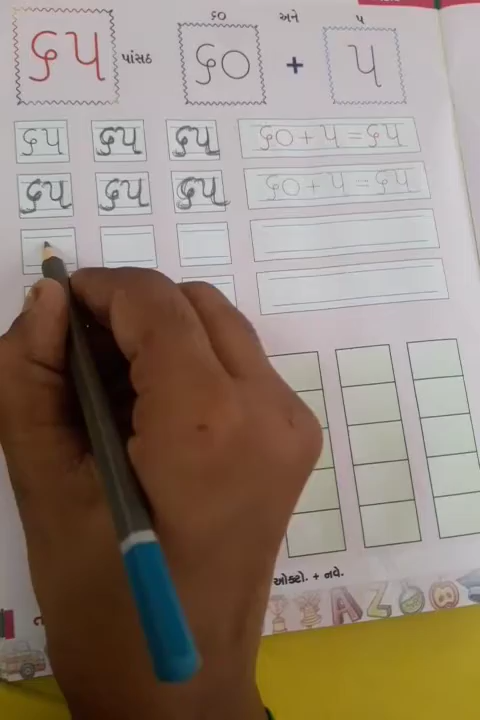 ૬૦ અને ૫
૬૫ પાંસઠ ૬૦ + ૫
૬૫ ૬૫ ૬૫ ૬૦ + ૫ = ૬૫
૬૫ ૬૫ ૬૫ ૬૦ + ૫ = ૬૫
ઓક્ટો. + નવે.
A Z